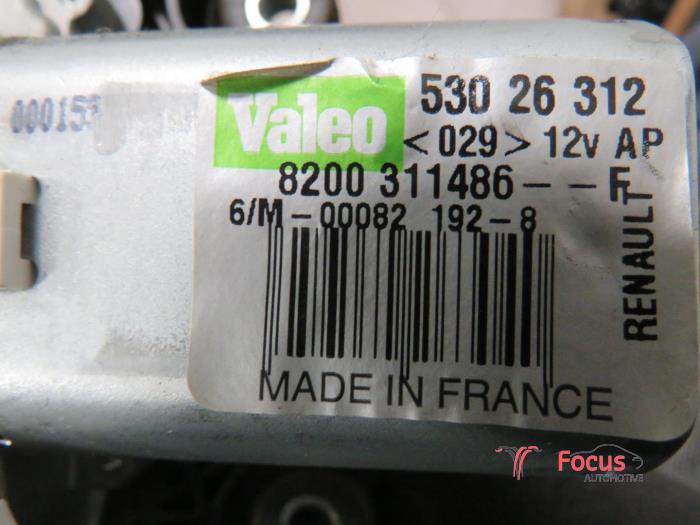 000153
Valeo
530 26 312
<029> 12v AP
8200 311486--F
6/M-00082 192-8
RENAULT
MADE IN FRANCE
Focus
AUTOMOTIVE